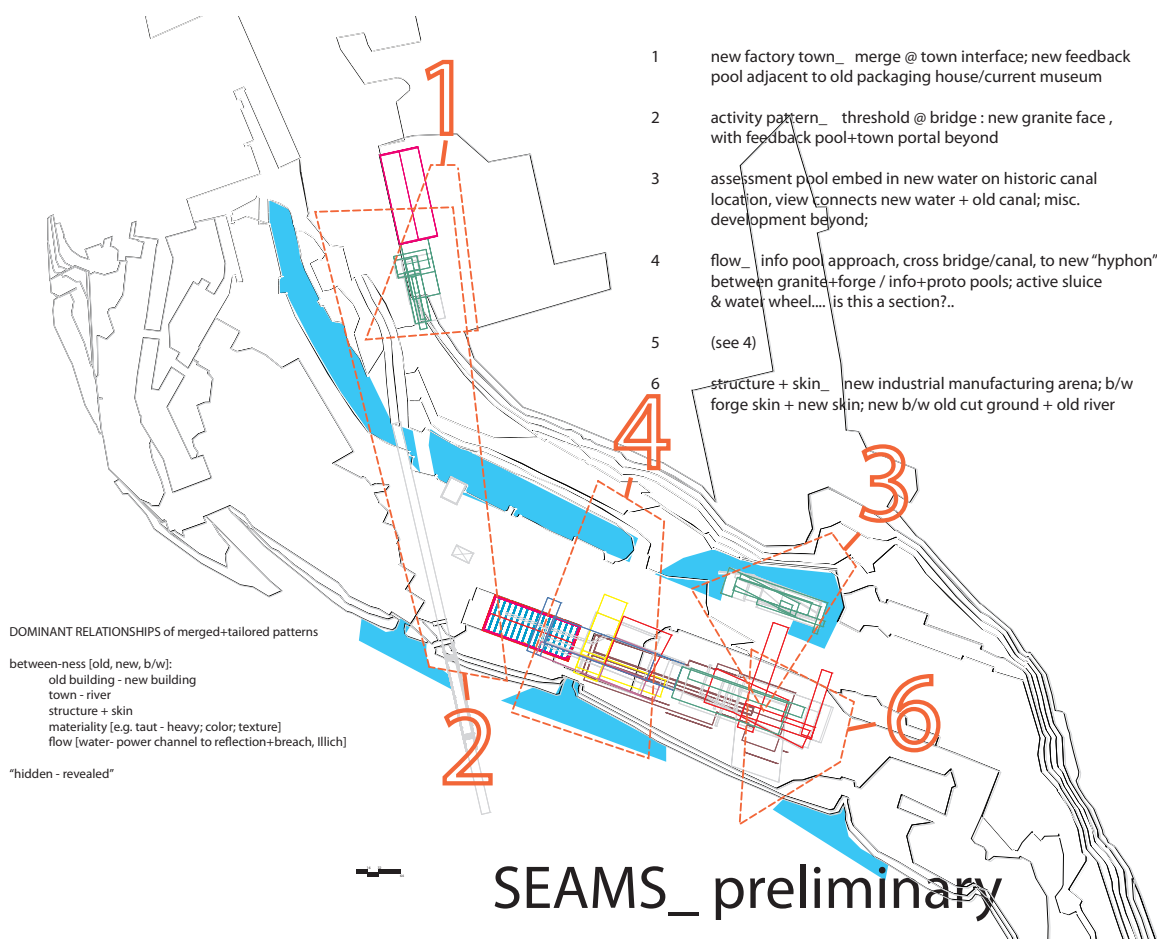 1 new factory town_ merge @ town interface; new feedback
pool adjacent to old packaging house/current museum
2 activity pattern_ threshold @ bridge : new granite face ,
with feedback pool+town portal beyond
3 assessment pool embed in new water on historic canal
location, view connects new water + old canal; misc.
development beyond;
4 flow_ info pool approach, cross bridge/canal, to new “hyphon”
between granite+forge / info+proto pools; active sluice
& water wheel.... is this a section?..
5 (see 4)
6 structure + skin_ new industrial manufacturing arena; b/w
forge skin + new skin; new b/w old cut ground + old river
1
4
3
6
2
DOMINANT RELATIONSHIPS of merged+tailored patterns
between-ness [old, new, b/w]:
old building - new building
town - river
structure + skin
materiality [e.g. taut - heavy; color; texture]
flow [water- power channel to reflection+breach, Illich]
“hidden - revealed”
SEAMS_ preliminary